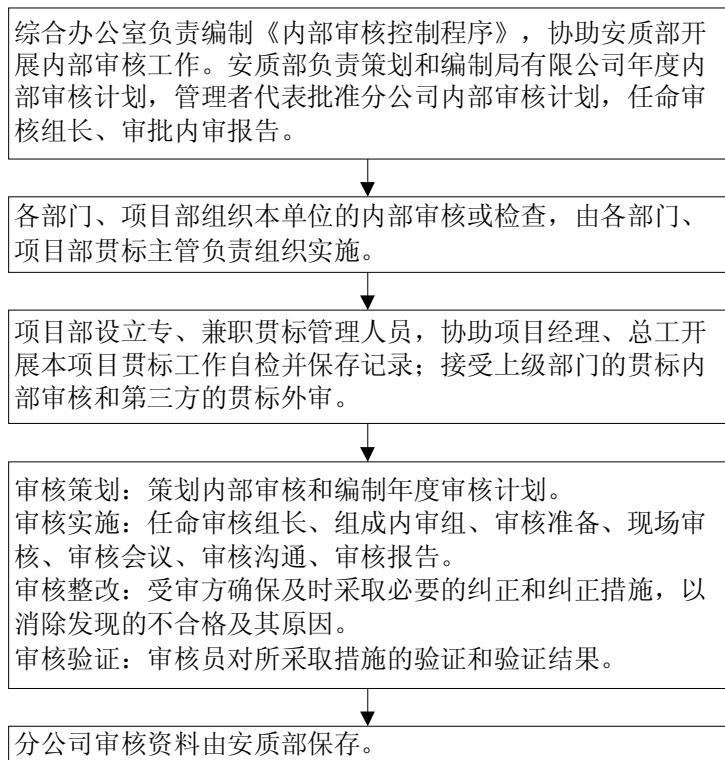 综合办公室负责编制《内部审核控制程序》，协助安质部开
展内部审核工作。安质部负责策划和编制局有限公司年度内
部审核计划，管理者代表批准分公司内部审核计划，任命审
核组长、审批内审报告。
各部门、项目部组织本单位的内部审核或检查，由各部门、
项目部贯标主管负责组织实施。
项目部设立专、兼职贯标管理人员，协助项目经理、总工开
展本项目贯标工作自检并保存记录；接受上级部门的贯标内
部审核和第三方的贯标外审。
审核策划：策划内部审核和编制年度审核计划。
审核实施：任命审核组长、组成内审组、审核准备、现场审
核、审核会议、审核沟通、审核报告。
审核整改：受审方确保及时采取必要的纠正和纠正措施，以
消除发现的不合格及其原因。
审核验证：审核员对所采取措施的验证和验证结果。
分公司审核资料由安质部保存。